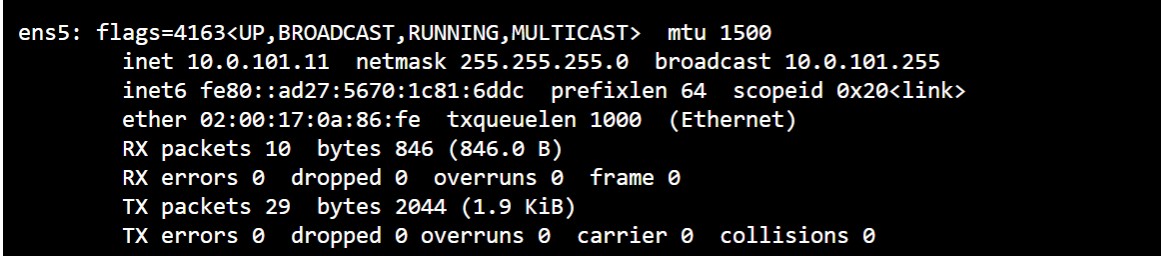 ens5: flags=4163<UP,BROADCAST,RUNNING,MULTICAST>  mtu 1500
        inet 10.0.101.11  netmask 255.255.255.0  broadcast 10.0.101.255
        inet6 fe80::ad27:5670:1c81:6ddc  prefixlen 64  scopeid 0x20<link>
        ether 02:00:17:0a:86:fe  txqueuelen 1000  (Ethernet)
        RX packets 10  bytes 846 (846.0 B)
        RX errors 0  dropped 0  overruns 0  frame 0
        TX packets 29  bytes 2044 (1.9 KiB)
        TX errors 0  dropped 0 overruns 0  carrier 0  collisions 0